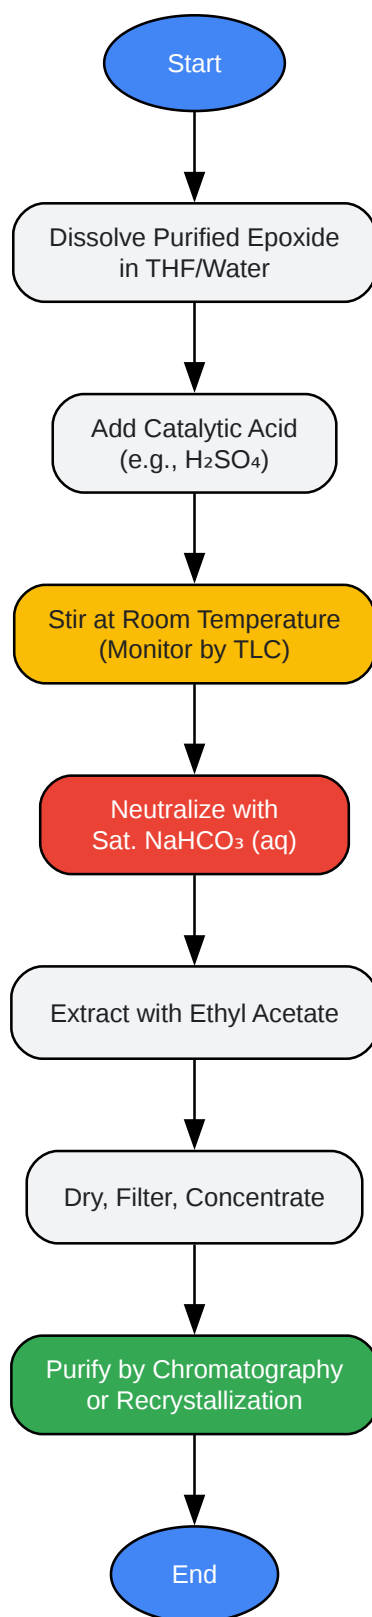 Start
Dissolve Purified Epoxide
in THF/Water
Add Catalytic Acid
(e.g., H₂SO₄)
Stir at Room Temperature
(Monitor by TLC)
Neutralize with
Sat. NaHCO₃ (aq)
Extract with Ethyl Acetate
Dry, Filter, Concentrate
Purify by Chromatography
or Recrystallization
End